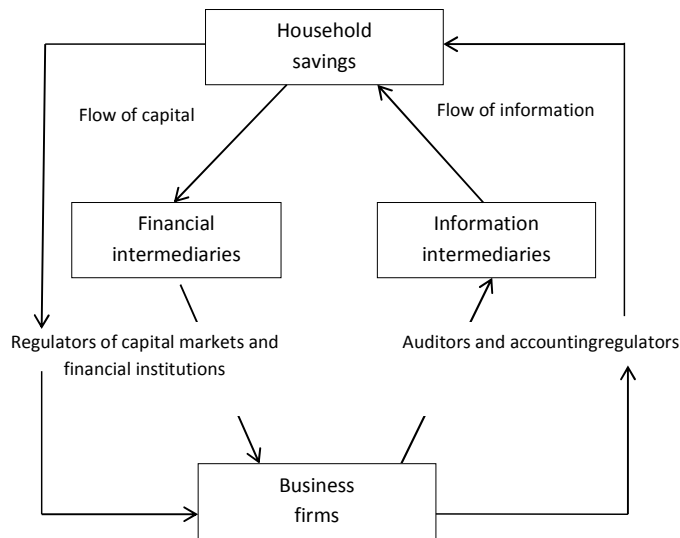 Household
savings
Flow of capital
Flow of information
Financial
intermediaries
Information
intermediaries
Regulators of capital markets and
financial institutions
Auditors and accountingregulators
Business
firms